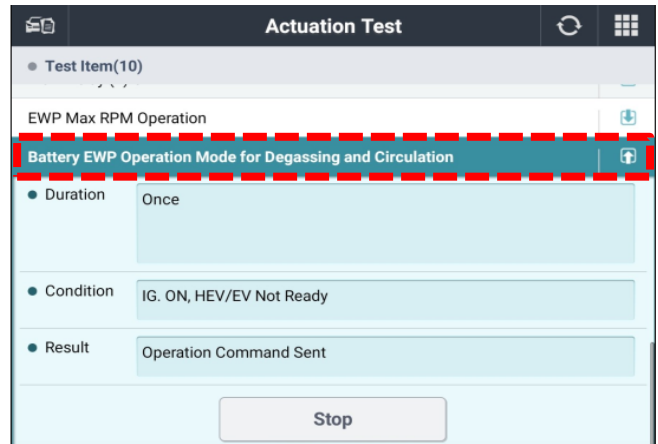 Actuation Test
Test Item(10)
EWP Max RPM Operation
Battery EWP Operation Mode for Degassing and Circulation
Duration
Once
Condition
IG. ON, HEV/EV Not Ready
Result
Operation Command Sent
Stop